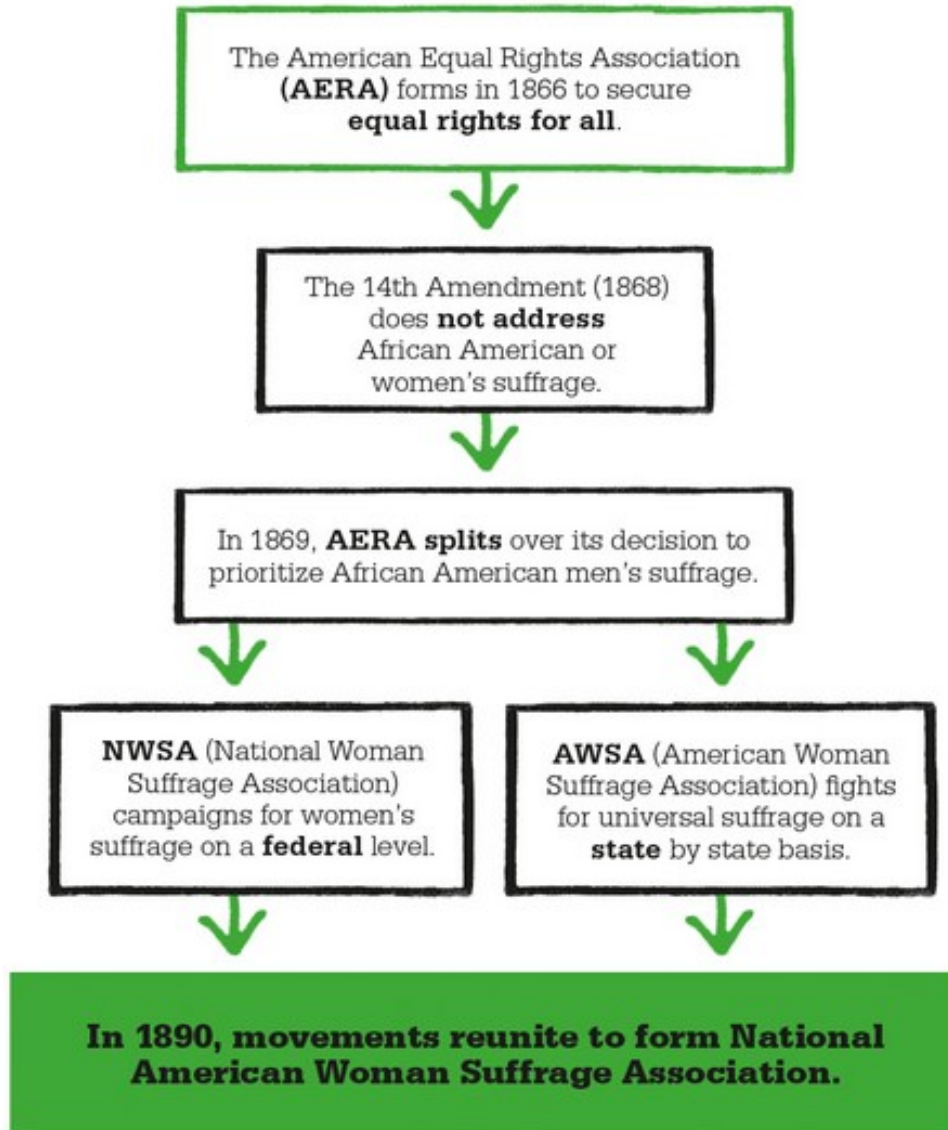 The American Equal Rights Association
(AERA) forms in 1866 to secure
equal rights for all.
The 14th Amendment (1868)
does not address
African American or
women's suffrage.
In 1869, AERA splits over its decision to
prioritize African American men's suffrage.
NWSA (National Woman
Suffrage Association)
campaigns for women's
suffrage on a federal level.
AWSA (American Woman
Suffrage Association) fights
for universal suffrage on a
state by state basis.
In 1890, movements reunite to form National
American Woman Suffrage Association.